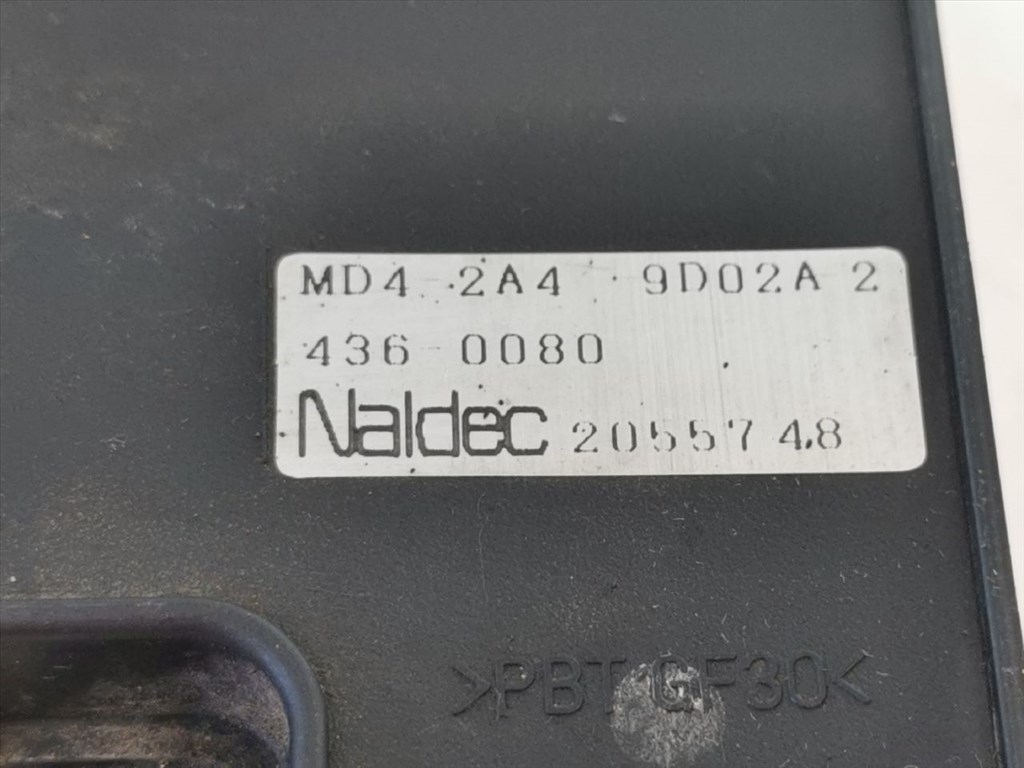 MD4 2A4 9D02A 2
436 0080
Naldec 2055748
>PBT GF30<